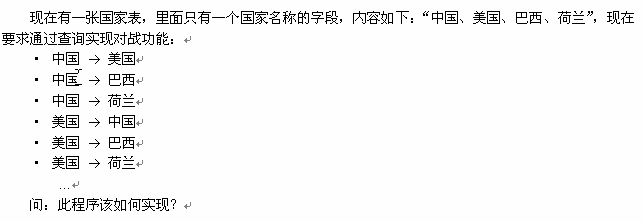 现在有一张国家表，里面只有一个国家名称的字段，内容如下：“中国、美国、巴西、荷兰”，现在
要求通过查询实现对战功能：
· 中国 → 美国
· 中国 → 巴西
· 中国 → 荷兰
· 美国 → 中国
· 美国 → 巴西
· 美国 → 荷兰
…
问：此程序该如何实现？